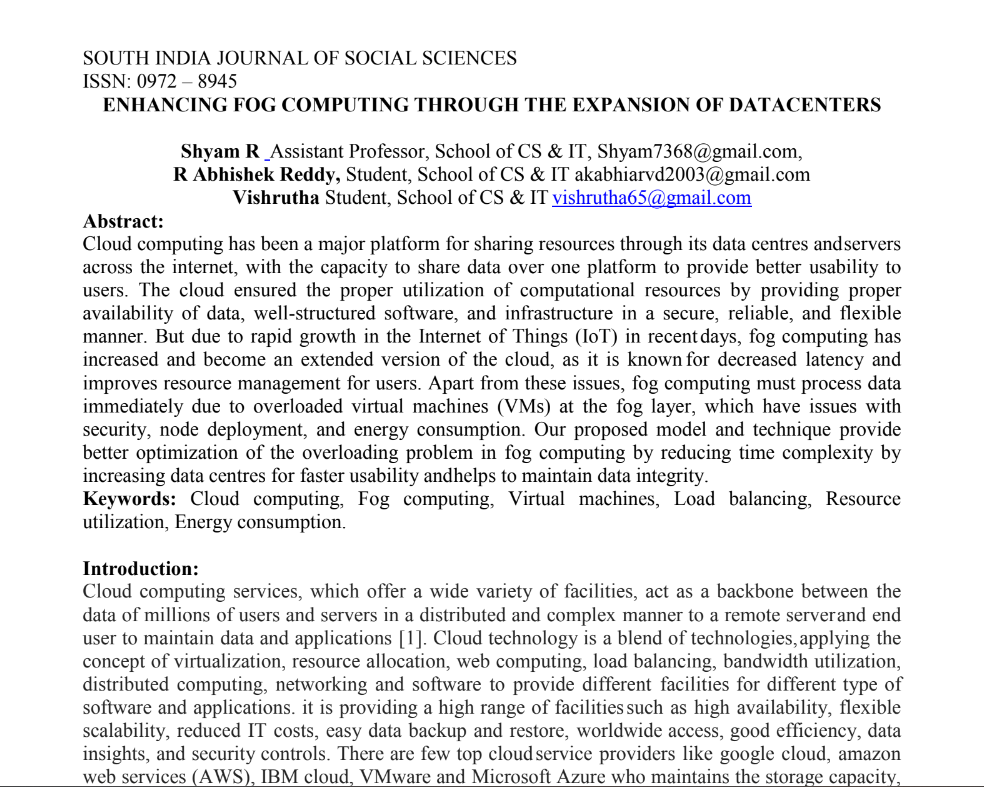 SOUTH INDIA JOURNAL OF SOCIAL SCIENCES
ISSN: 0972 – 8945
ENHANCING FOG COMPUTING THROUGH THE EXPANSION OF DATACENTERS
Shyam R Assistant Professor, School of CS & IT, Shyam7368@gmail.com,
R Abhishek Reddy, Student, School of CS & IT akabhiarvd2003@gmail.com
Vishrutha Student, School of CS & IT vishrutha65@gmail.com
Abstract:
Cloud computing has been a major platform for sharing resources through its data centres andservers
across the internet, with the capacity to share data over one platform to provide better usability to
users. The cloud ensured the proper utilization of computational resources by providing proper
availability of data, well-structured software, and infrastructure in a secure, reliable, and flexible
manner. But due to rapid growth in the Internet of Things (IoT) in recentdays, fog computing has
increased and become an extended version of the cloud, as it is known for decreased latency and
improves resource management for users. Apart from these issues, fog computing must process data
immediately due to overloaded virtual machines (VMs) at the fog layer, which have issues with
security, node deployment, and energy consumption. Our proposed model and technique provide
better optimization of the overloading problem in fog computing by reducing time complexity by
increasing data centres for faster usability andhelps to maintain data integrity.
Keywords: Cloud computing, Fog computing, Virtual machines, Load balancing, Resource
utilization, Energy consumption.
Introduction:
Cloud computing services, which offer a wide variety of facilities, act as a backbone between the
data of millions of users and servers in a distributed and complex manner to a remote serverand end
user to maintain data and applications [1]. Cloud technology is a blend of technologies,applying the
concept of virtualization, resource allocation, web computing, load balancing, bandwidth utilization,
distributed computing, networking and software to provide different facilities for different type of
software and applications. it is providing a high range of facilitiessuch as high availability, flexible
scalability, reduced IT costs, easy data backup and restore, worldwide access, good efficiency, data
insights, and security controls. There are few top cloudservice providers like google cloud, amazon
web services (AWS), IBM cloud, VMware and Microsoft Azure who maintains the storage capacity,